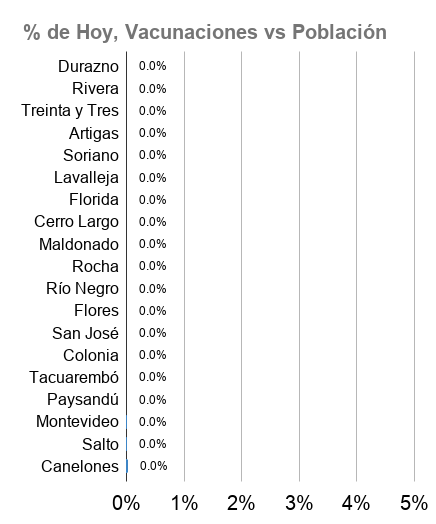 % de Hoy, Vacunaciones vs Población
Durazno 0.0%
Rivera 0.0%
Treinta y Tres 0.0%
Artigas 0.0%
Soriano 0.0%
Lavalleja 0.0%
Florida 0.0%
Cerro Largo 0.0%
Maldonado 0.0%
Rocha 0.0%
Río Negro 0.0%
Flores 0.0%
San José 0.0%
Colonia 0.0%
Tacuarembó 0.0%
Paysandú 0.0%
Montevideo 0.0%
Salto 0.0%
Canelones 0.0%
0% 1% 2% 3% 4% 5%